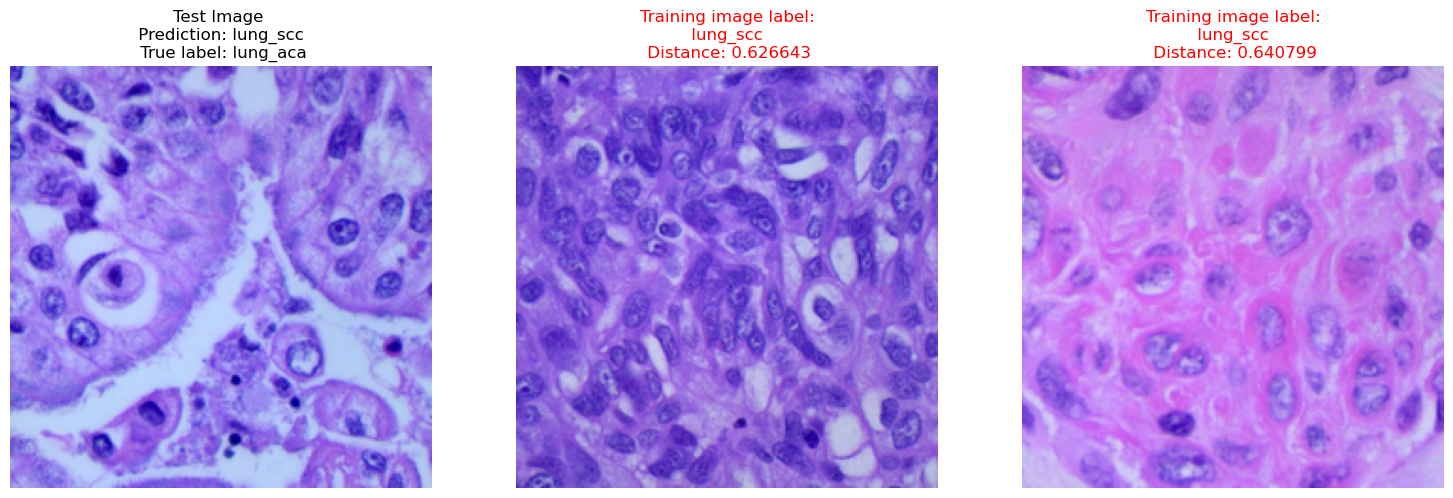 Test Image
Prediction: lung_scc
True label: lung_aca
Training image label:
lung_scc
Distance: 0.626643
Training image label:
lung_scc
Distance: 0.640799